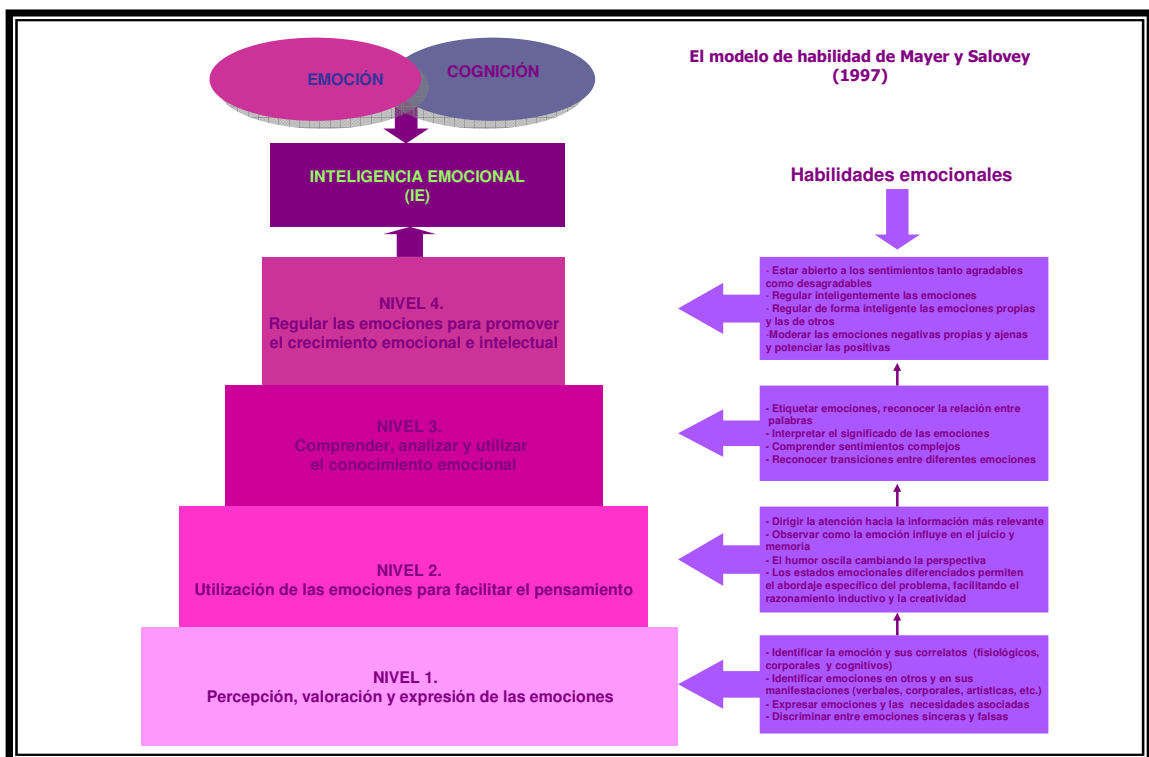 EMOCIÓN
COGNICIÓN
El modelo de habilidad de Mayer y Salovey
(1997)
INTELIGENCIA EMOCIONAL
(IE)
Habilidades emocionales
NIVEL 4.
Regular las emociones para promover
el crecimiento emocional e intelectual
- Estar abierto a los sentimientos tanto agradables
como desagradables
- Regular inteligentemente las emociones
- Regular de forma inteligente las emociones propias
y las de otros
-Moderar las emociones negativas propias y ajenas
y potenciar las positivas
NIVEL 3.
Comprender, analizar y utilizar
el conocimiento emocional
- Etiquetar emociones, reconocer la relación entre
palabras
- Interpretar el significado de las emociones
- Comprender sentimientos complejos
- Reconocer transiciones entre diferentes emociones
NIVEL 2.
Utilización de las emociones para facilitar el pensamiento
- Dirigir la atención hacia la información más relevante
- Observar como la emoción influye en el juicio y
memoria
- El humor oscila cambiando la perspectiva
- Los estados emocionales diferenciados permiten
el abordaje específico del problema, facilitando el
razonamiento inductivo y la creatividad
NIVEL 1.
Percepción, valoración y expresión de las emociones
- Identificar la emoción y sus correlatos (fisiológicos,
corporales y cognitivos)
- Identificar emociones en otros y en sus
manifestaciones (verbales, corporales, artísticas, etc.)
- Expresar emociones y las necesidades asociadas
- Discriminar entre emociones sinceras y falsas